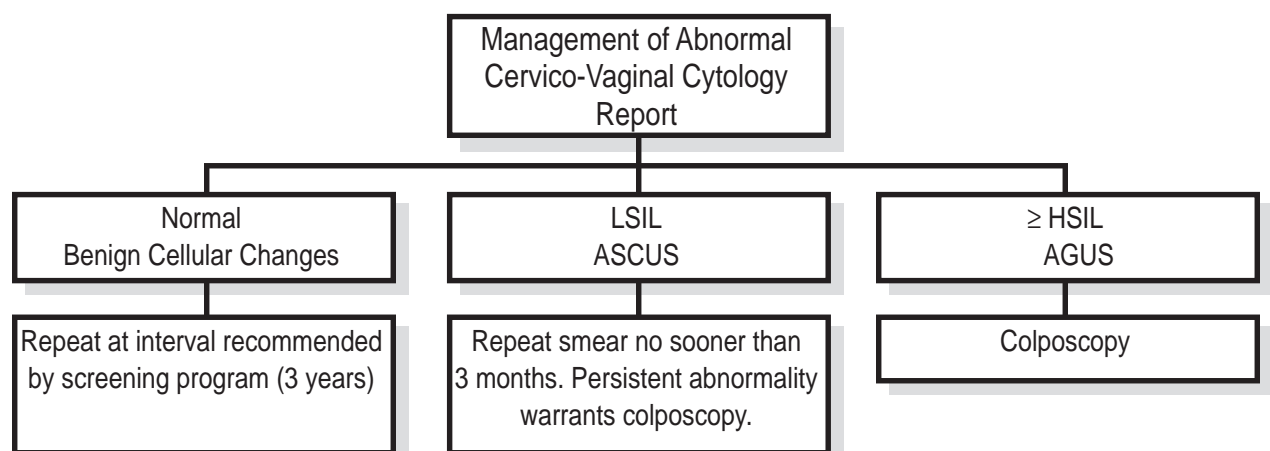 Management of Abnormal
Cervico-Vaginal Cytology
Report
Normal
Benign Cellular Changes
LSIL
ASCUS
≥ HSIL
AGUS
Repeat at interval recommended
by screening program (3 years)
Repeat smear no sooner than
3 months. Persistent abnormality
warrants colposcopy.
Colposcopy